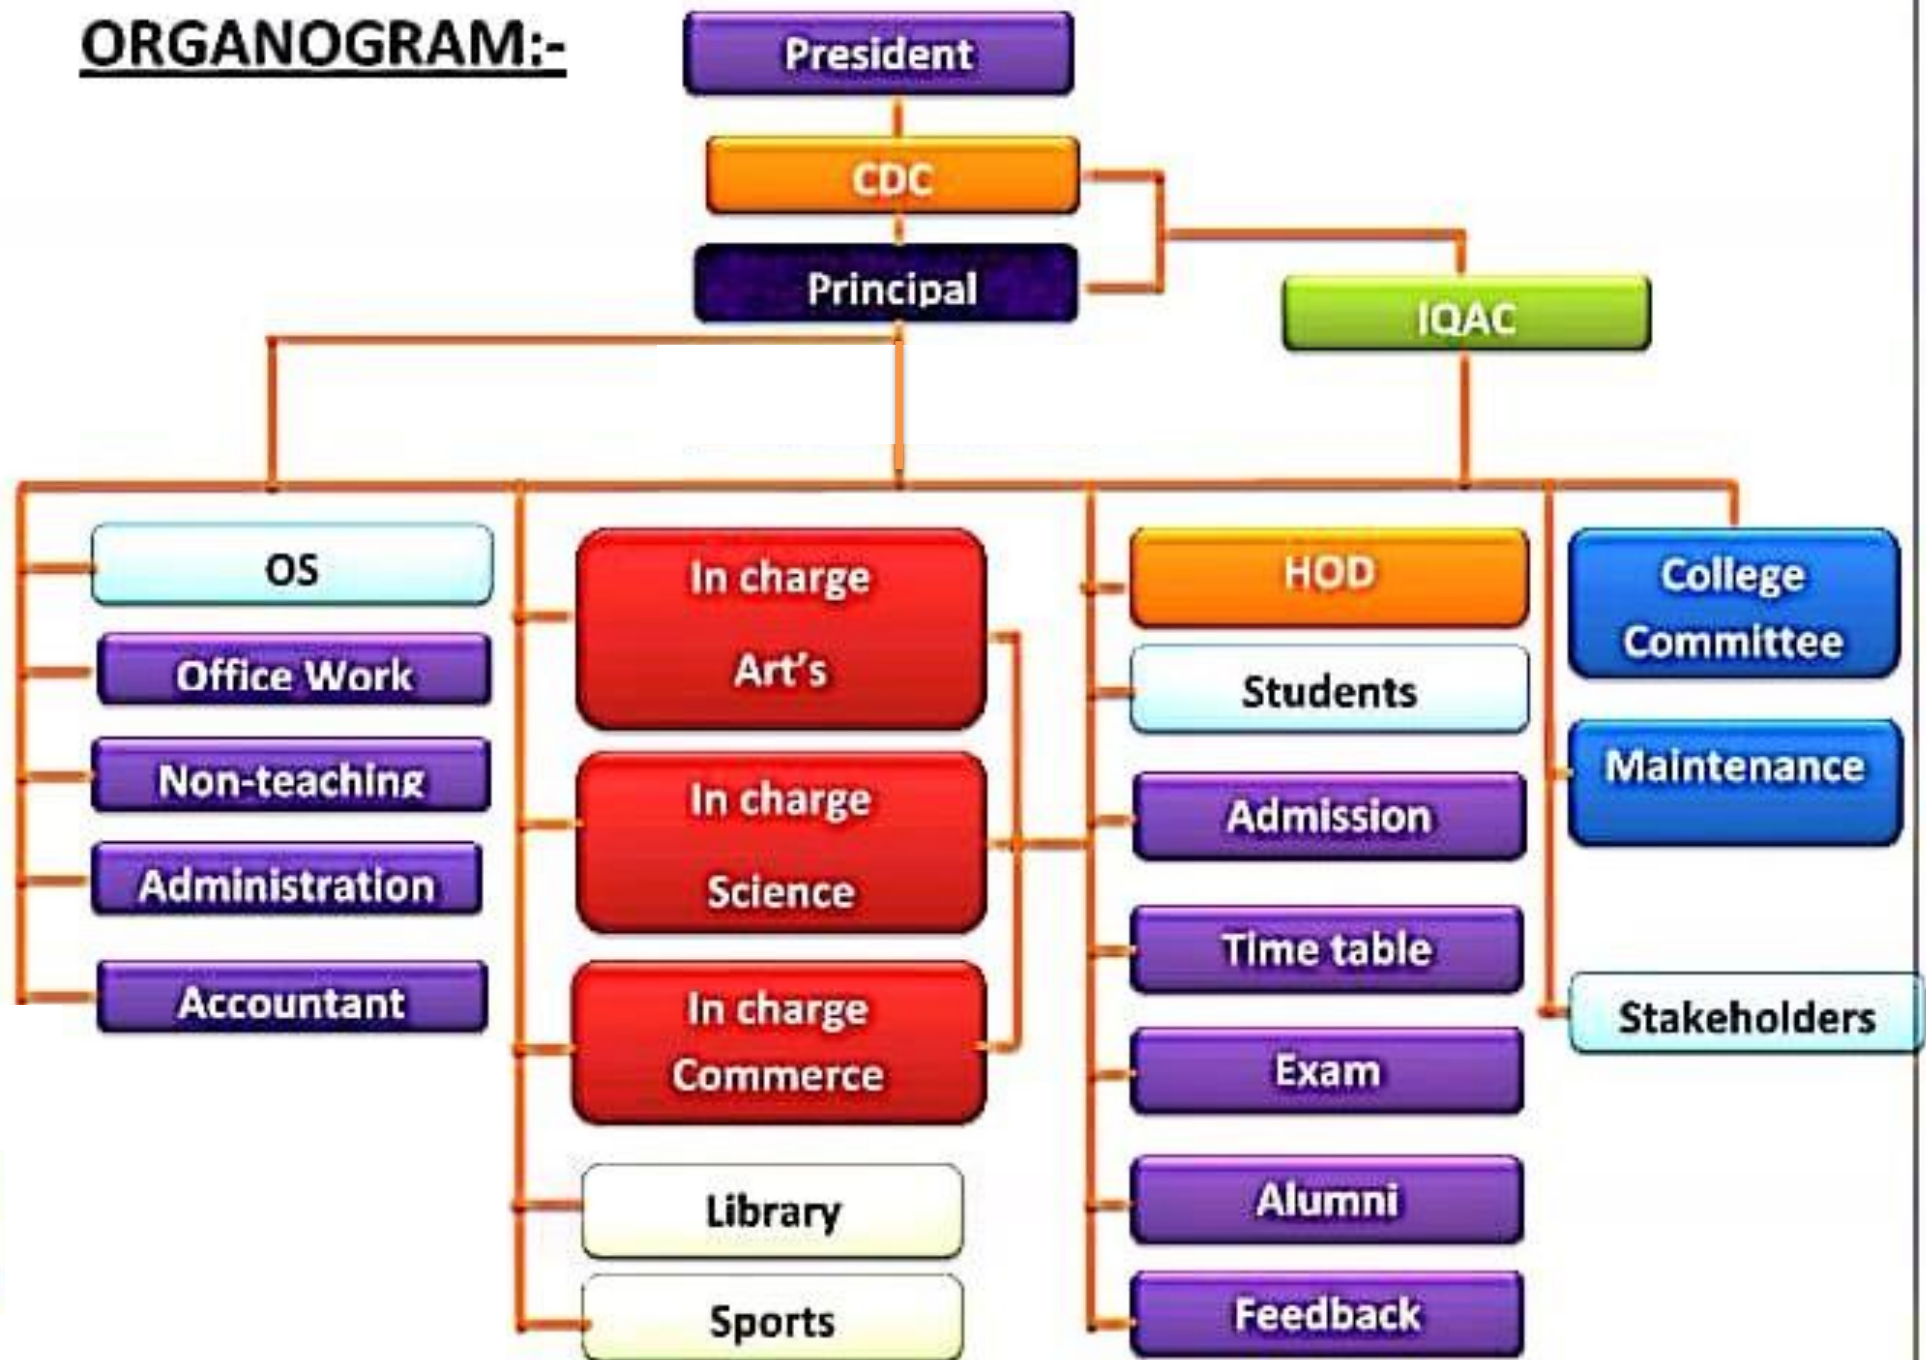 ORGANOGRAM:-
President
CDC
Principal
IQAC
OS
Office Work
Non-teaching
Administration
Accountant
In charge
Art's
In charge
Science
In charge
Commerce
Library
Sports
HOD
Students
Admission
Time table
Exam
Alumni
Feedback
College
Committee
Maintenance
Stakeholders